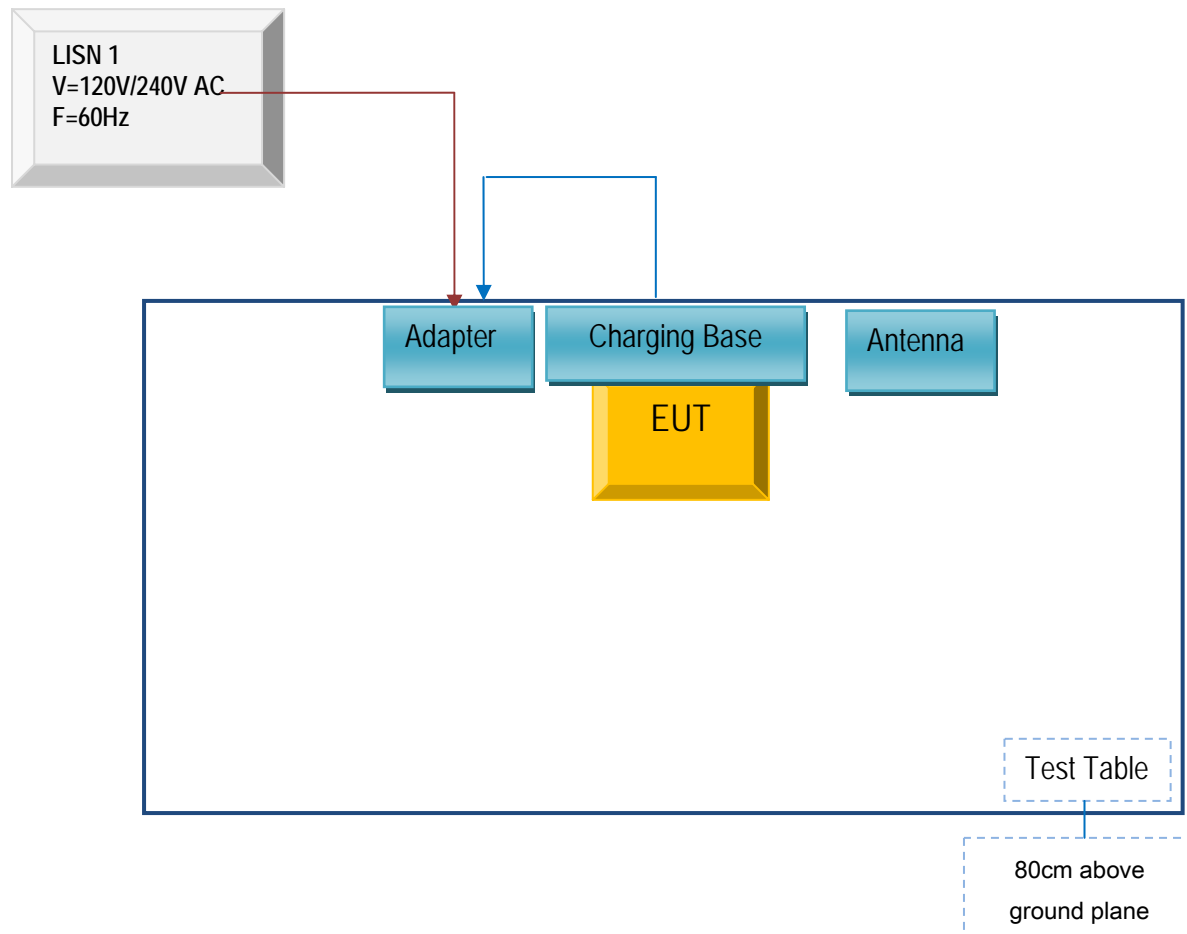 LISN 1
V=120V/240V AC
F=60Hz
Adapter
Charging Base
Antenna
EUT
Test Table
80cm above
ground plane